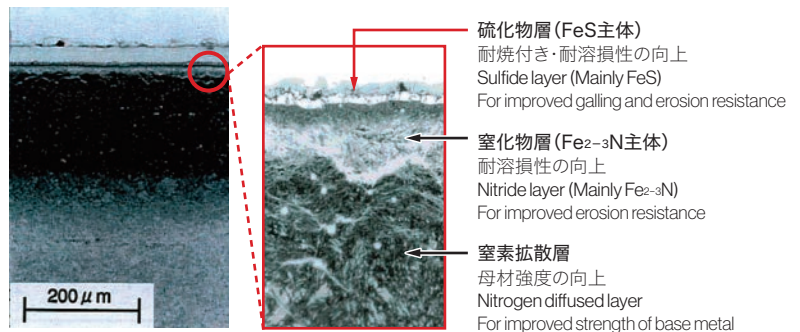 硫化物層(FeS主体)
耐焼付き・耐溶損性の向上
Sulfide layer (Mainly FeS)
For improved galling and erosion resistance
窒化物層(Fe2-3N主体)
耐溶損性の向上
Nitride layer (Mainly Fe2-3N)
For improved erosion resistance
窒素拡散層
母材強度の向上
Nitrogen diffused layer
For improved strength of base metal
200μm